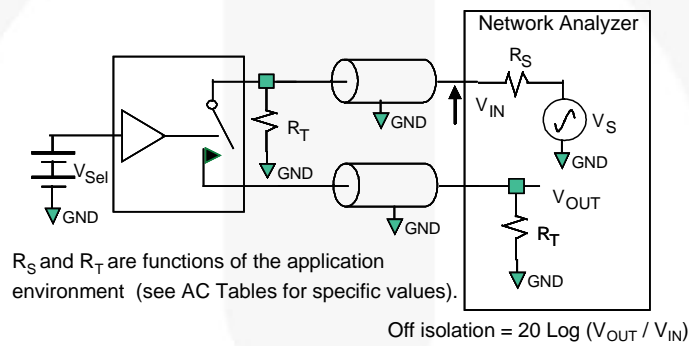 Network Analyzer
R_S
V_IN
V_S
GND
GND
R_T
GND
V_Sel
GND
GND
V_OUT
R_T
GND
GND
R_S and R_T are functions of the application
environment (see AC Tables for specific values).
Off isolation = 20 Log (V_OUT / V_IN)